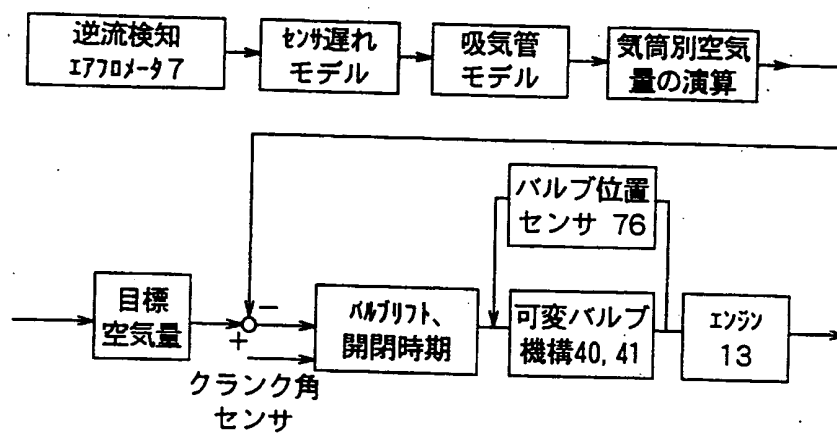 逆流検知
ｴｱﾌﾛﾒｰﾀ7
ｾﾝｻ遅れ
モデル
吸気管
モデル
気筒別空気
量の演算
バルブ位置
センサ 76
目標
空気量
−
+
ﾊﾞﾙﾌﾞﾘﾌﾄ、
開閉時期
可変バルブ
機構40, 41
ｴﾝｼﾞﾝ
13
クランク角
センサ